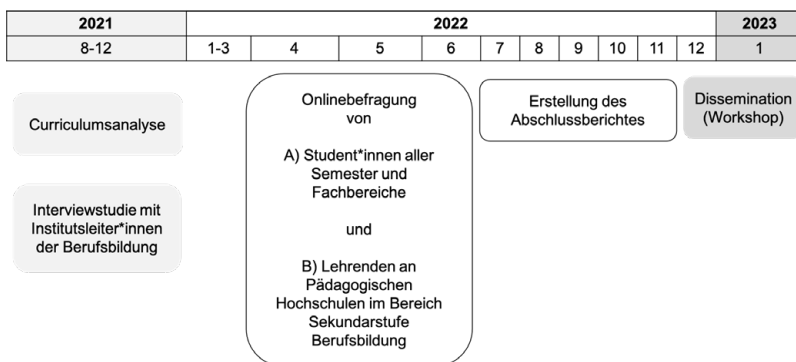 2021 2022 2023
8-12 1-3 4 5 6 7 8 9 10 11 12 1
Curriculumsanalyse
Interviewstudie mit
Institutsleiter*innen
der Berufsbildung
Onlinebefragung
von
A) Student*innen aller
Semester und
Fachbereiche
und
B) Lehrenden an
Pädagogischen
Hochschulen im Bereich
Sekundarstufe
Berufsbildung
Erstellung des
Abschlussberichtes
Dissemination
(Workshop)